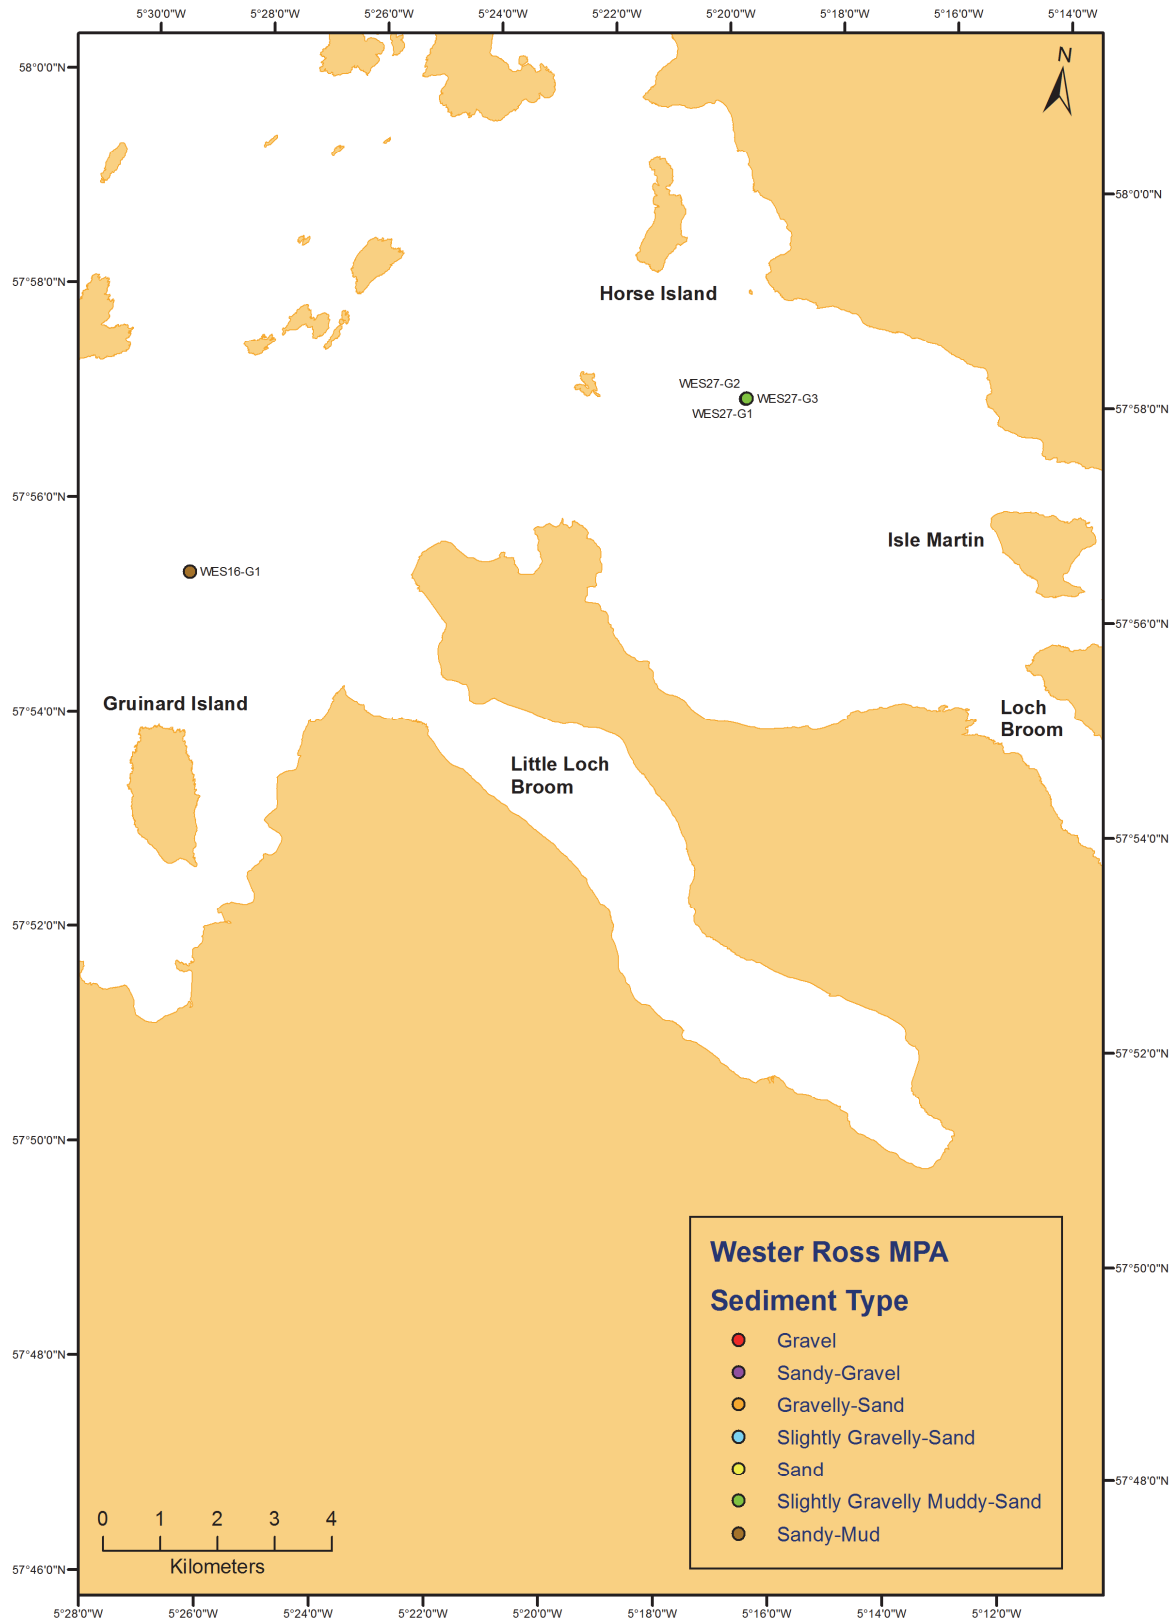 5°30'0"W
5°28'0"W
5°26'0"W
5°24'0"W
5°22'0"W
5°20'0"W
5°18'0"W
5°16'0"W
5°14'0"W
N
58°0'0"N
58°0'0"N
57°58'0"N
Horse Island
WES27-G2
WES27-G3
WES27-G1
57°58'0"N
57°56'0"N
Isle Martin
WES16-G1
57°56'0"N
Gruinard Island
57°54'0"N
Loch
Broom
Little Loch
Broom
57°54'0"N
57°52'0"N
57°52'0"N
57°50'0"N
Wester Ross MPA
57°50'0"N
Sediment Type
Gravel
57°48'0"N
Sandy-Gravel
Gravelly-Sand
Slightly Gravelly-Sand
Sand
57°48'0"N
Slightly Gravelly Muddy-Sand
Sandy-Mud
0 1 2 3 4
Kilometers
57°46'0"N
5°28'0"W
5°26'0"W
5°24'0"W
5°22'0"W
5°20'0"W
5°18'0"W
5°16'0"W
5°14'0"W
5°12'0"W